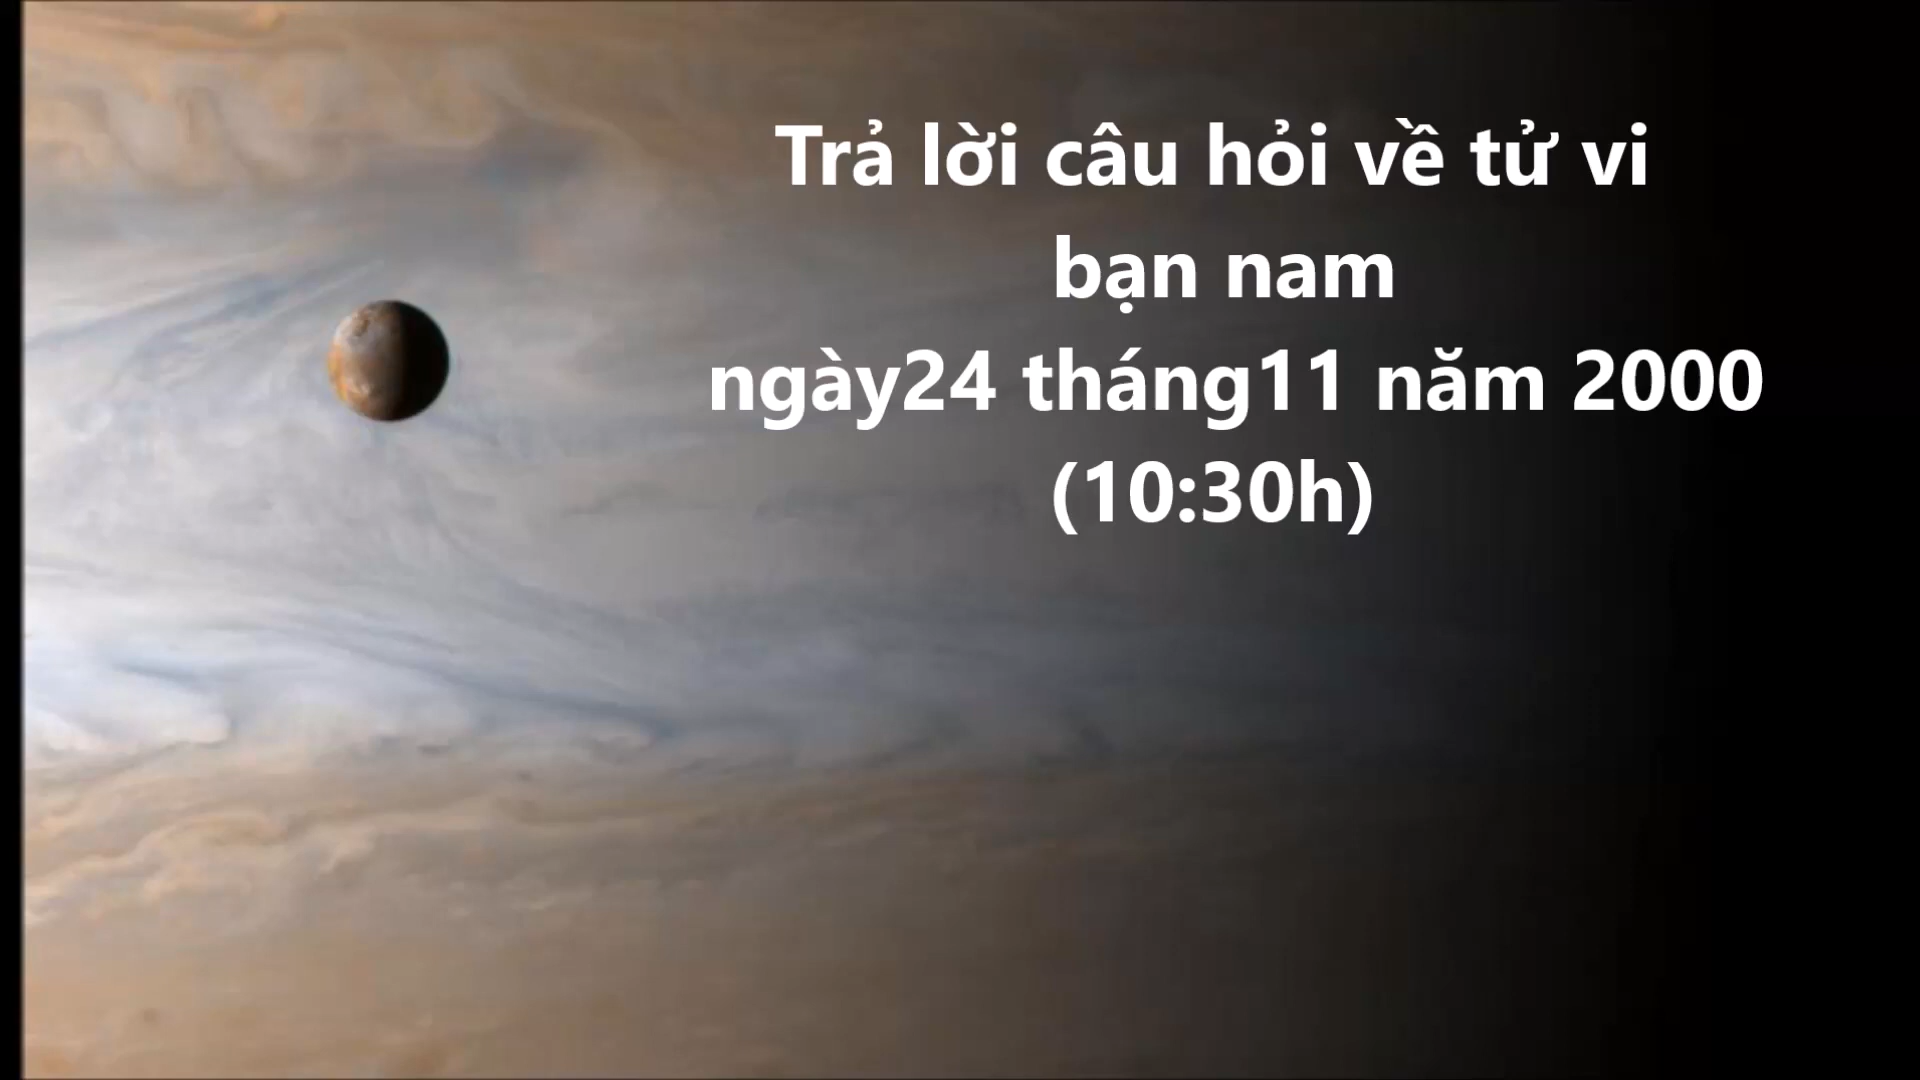 Trả lời câu hỏi về tử vi
bạn nam
ngày24 tháng11 năm 2000
(10:30h)